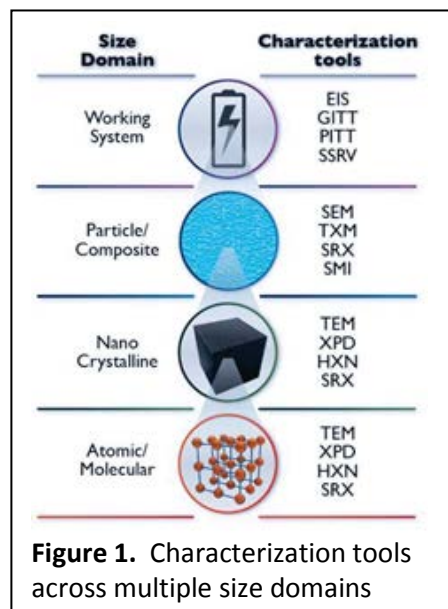 Size Domain
Characterization tools
Working System
EIS
GITT
PITT
SSRV
Particle/ Composite
SEM
TXM
SRX
SMI
Nano Crystalline
TEM
XPD
HXN
SRX
Atomic/ Molecular
TEM
XPD
HXN
SRX
Figure 1. Characterization tools
across multiple size domains